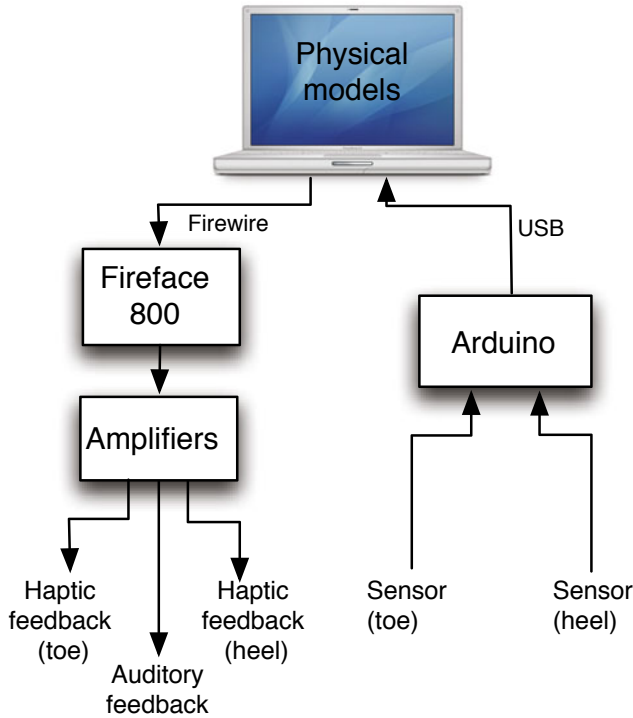 Physical
models
Firewire
USB
Fireface
800
Arduino
Amplifiers
Haptic
feedback
(toe)
Haptic
feedback
(heel)
Sensor
(toe)
Sensor
(heel)
Auditory
feedback